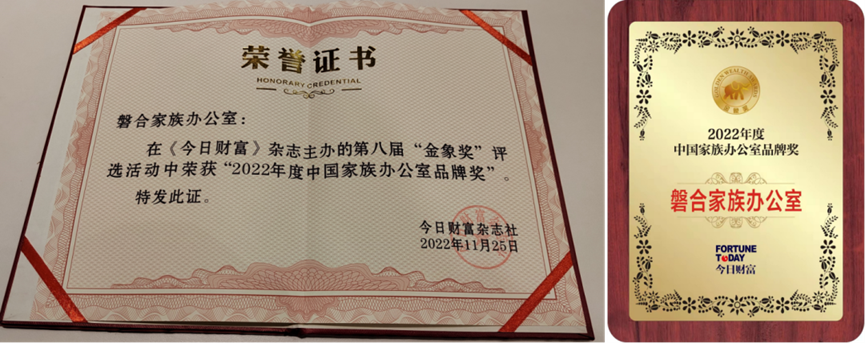 荣誉证书
HONORARY CREDENTIAL
磐合家族办公室：
在《今日财富》杂志主办的第八届“金象奖”评
选活动中荣获“2022年度中国家族办公室品牌奖”。
特发此证。
今日财富杂志社
2022年11月25日
2022年度
中国家族办公室品牌奖
磐合家族办公室
FORTUNE
TODAY
今日财富